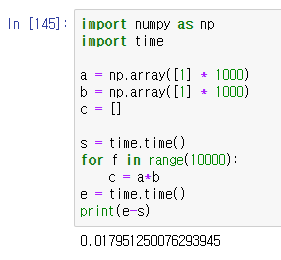 In [145]: import numpy as np
import time
a = np.array([1] * 1000)
b = np.array([1] * 1000)
c = []
s = time.time()
for f in range(10000):
    c = a*b
e = time.time()
print(e-s)
0.017951250076293945